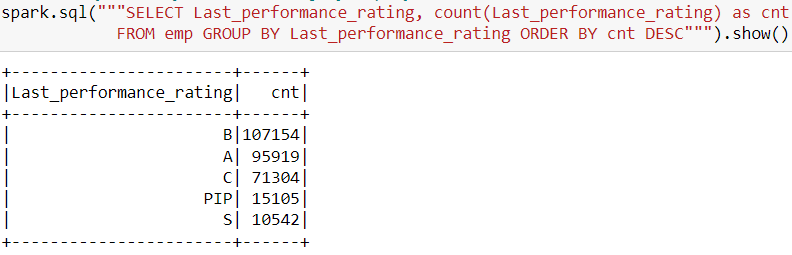 spark.sql("""SELECT Last_performance_rating, count(Last_performance_rating) as cnt
            FROM emp GROUP BY Last_performance_rating ORDER BY cnt DESC""").show()
+-----------------------+------+
|Last_performance_rating|   cnt|
+-----------------------+------+
|                      B|107154|
|                      A| 95919|
|                      C| 71304|
|                    PIP| 15105|
|                      S| 10542|
+-----------------------+------+